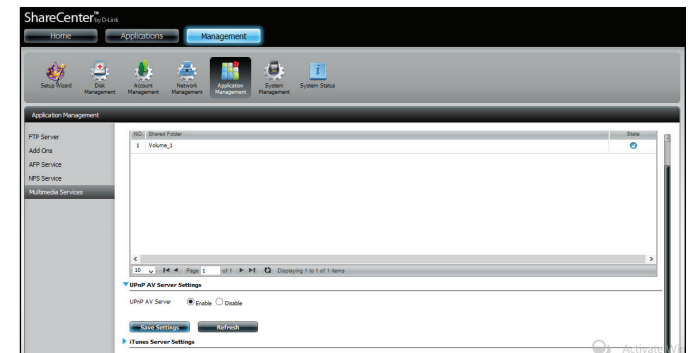 ShareCenter™ by D-Link
Home Applications Management
Setup Wizard Disk Management Account Management Network Management Application Management System Management System Status
Application Management
FTP Server
Add Ons
AFP Service
NFS Service
Multimedia Services
NO. Shared Folder State
1 Volume_1
10 Page 1 of 1 Displaying 1 to 1 of 1 items
UPnP AV Server Settings
UPnP AV Server Enable Disable
Save Settings Refresh
iTunes Server Settings
Activate Win